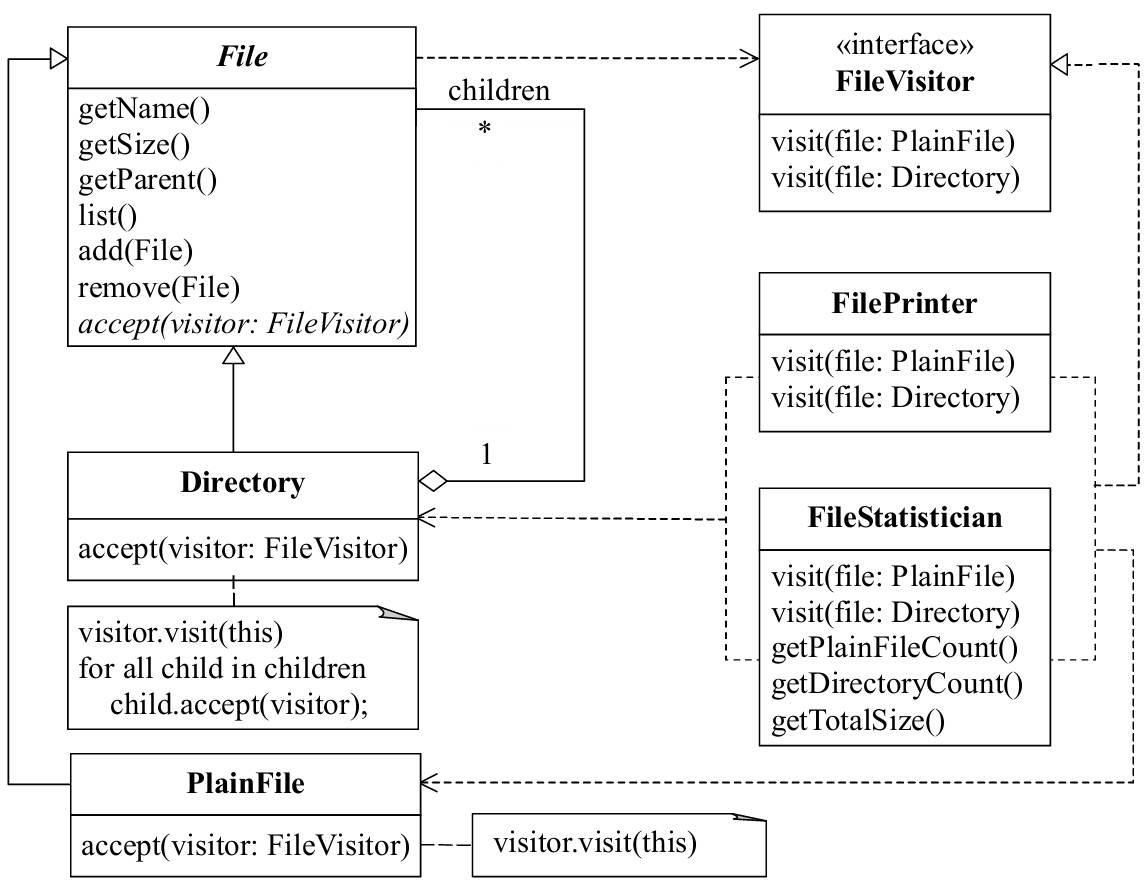 File
getName()
getSize()
getParent()
list()
add(File)
remove(File)
accept(visitor: FileVisitor)
children
*
1
«interface»
FileVisitor
visit(file: PlainFile)
visit(file: Directory)
FilePrinter
visit(file: PlainFile)
visit(file: Directory)
Directory
accept(visitor: FileVisitor)
visitor.visit(this)
for all child in children
child.accept(visitor);
FileStatistician
visit(file: PlainFile)
visit(file: Directory)
getPlainFileCount()
getDirectoryCount()
getTotalSize()
PlainFile
accept(visitor: FileVisitor)
visitor.visit(this)